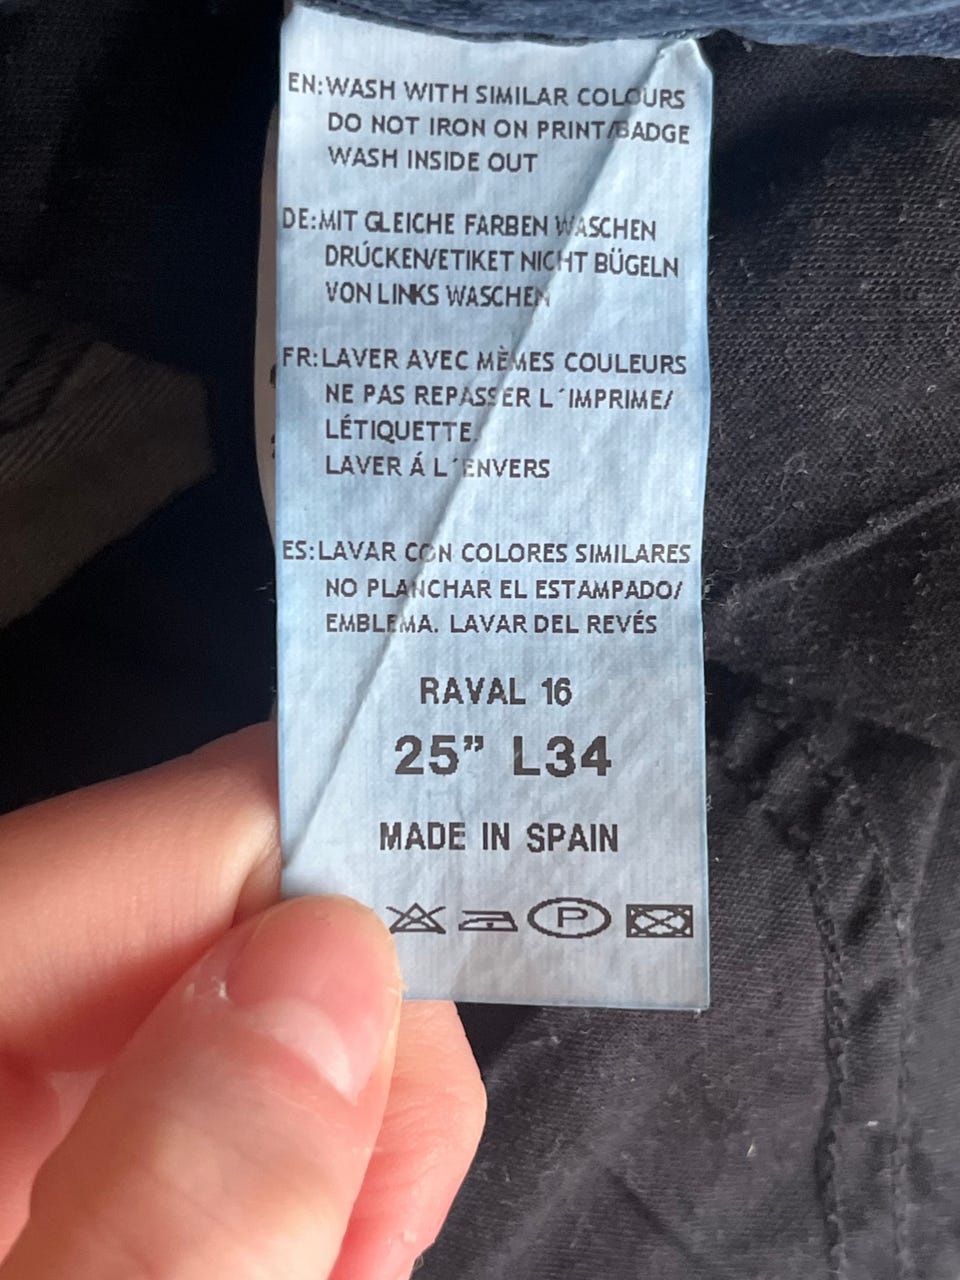 EN:WASH WITH SIMILAR COLOURS
DO NOT IRON ON PRINT/BADGE
WASH INSIDE OUT
DE:MIT GLEICHE FARBEN WASCHEN
DRÚCKEN/ETIKET NICHT BÜGELN
VON LINKS WASCHEN
FR:LAVER AVEC MÈMES COULEURS
NE PAS REPASSER L´IMPRIME/
LÉTIQUETTE.
LAVER Á L´ENVERS
ES:LAVAR CON COLORES SIMILARES
NO PLANCHAR EL ESTAMPADO/
EMBLEMA. LAVAR DEL REVÉS
RAVAL 16
25” L34
MADE IN SPAIN
P